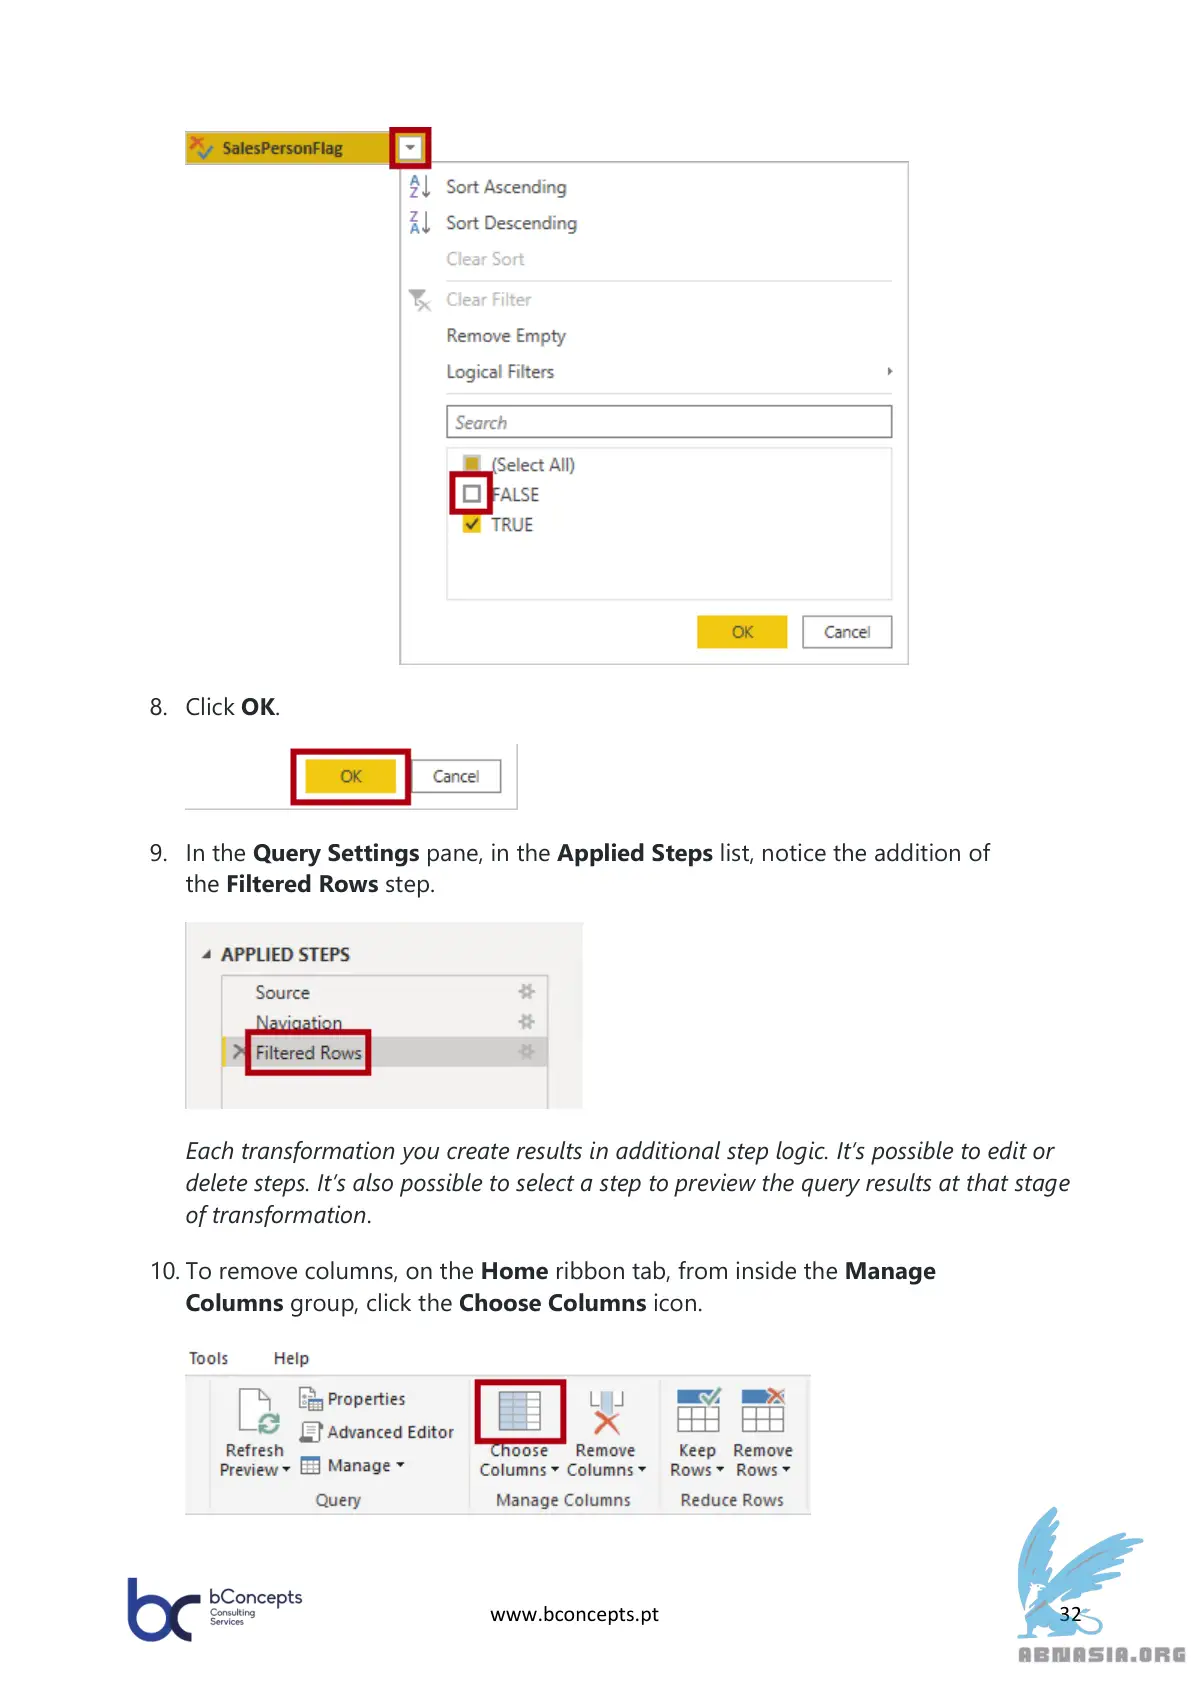 SalesPersonFlag
Sort Ascending
Sort Descending
Clear Sort
Clear Filter
Remove Empty
Logical Filters
Search
(Select All)
FALSE
TRUE
OK Cancel
8. Click OK.
OK Cancel
9. In the Query Settings pane, in the Applied Steps list, notice the addition of
the Filtered Rows step.
APPLIED STEPS
Source
Navigation
Filtered Rows
Each transformation you create results in additional step logic. It’s possible to edit or
delete steps. It’s also possible to select a step to preview the query results at that stage
of transformation.
10. To remove columns, on the Home ribbon tab, from inside the Manage
Columns group, click the Choose Columns icon.
Tools Help
Properties
Advanced Editor
Manage
Refresh
Preview
Query
Choose
Columns
Remove
Columns
Manage Columns
Keep
Rows
Remove
Rows
Reduce Rows
bc bConcepts
Consulting
Services
www.bconcepts.pt
32
ABNASIA.ORG